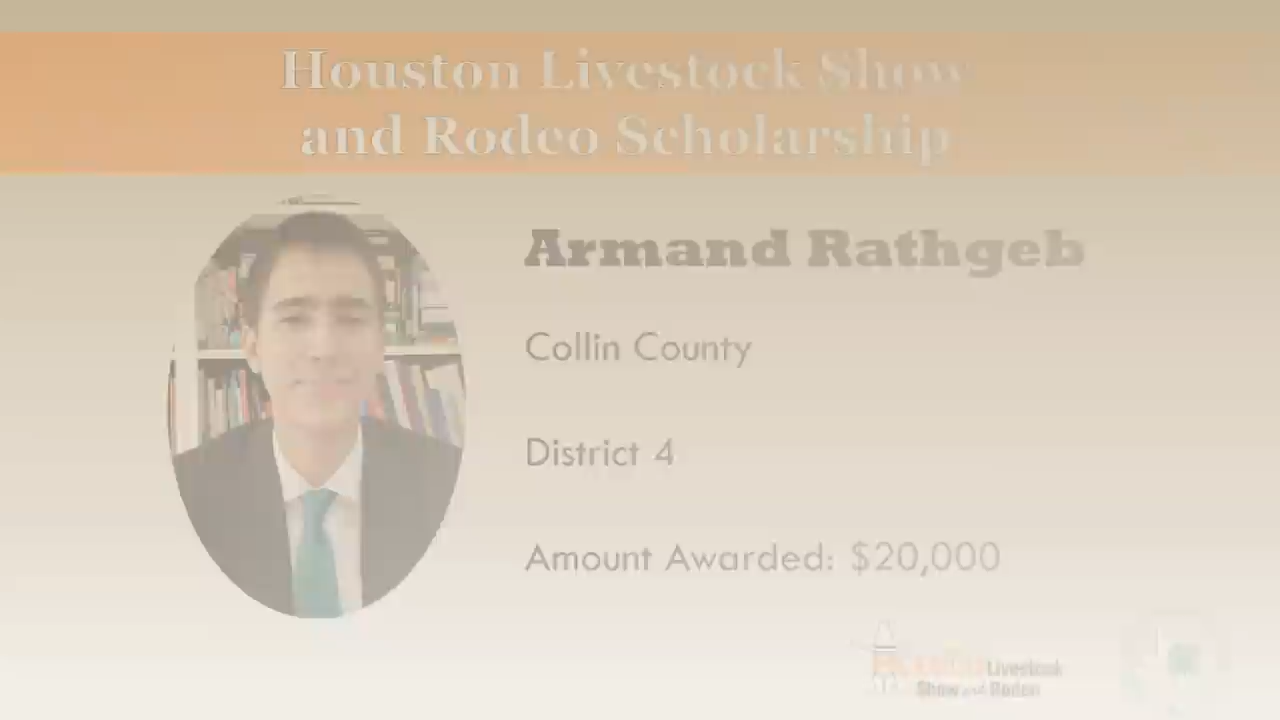 Houston Livestock Show
and Rodeo Scholarship
Armand Rathgeb
Collin County
District 4
Amount Awarded: $20,000
Houston Livestock
Show and Rodeo